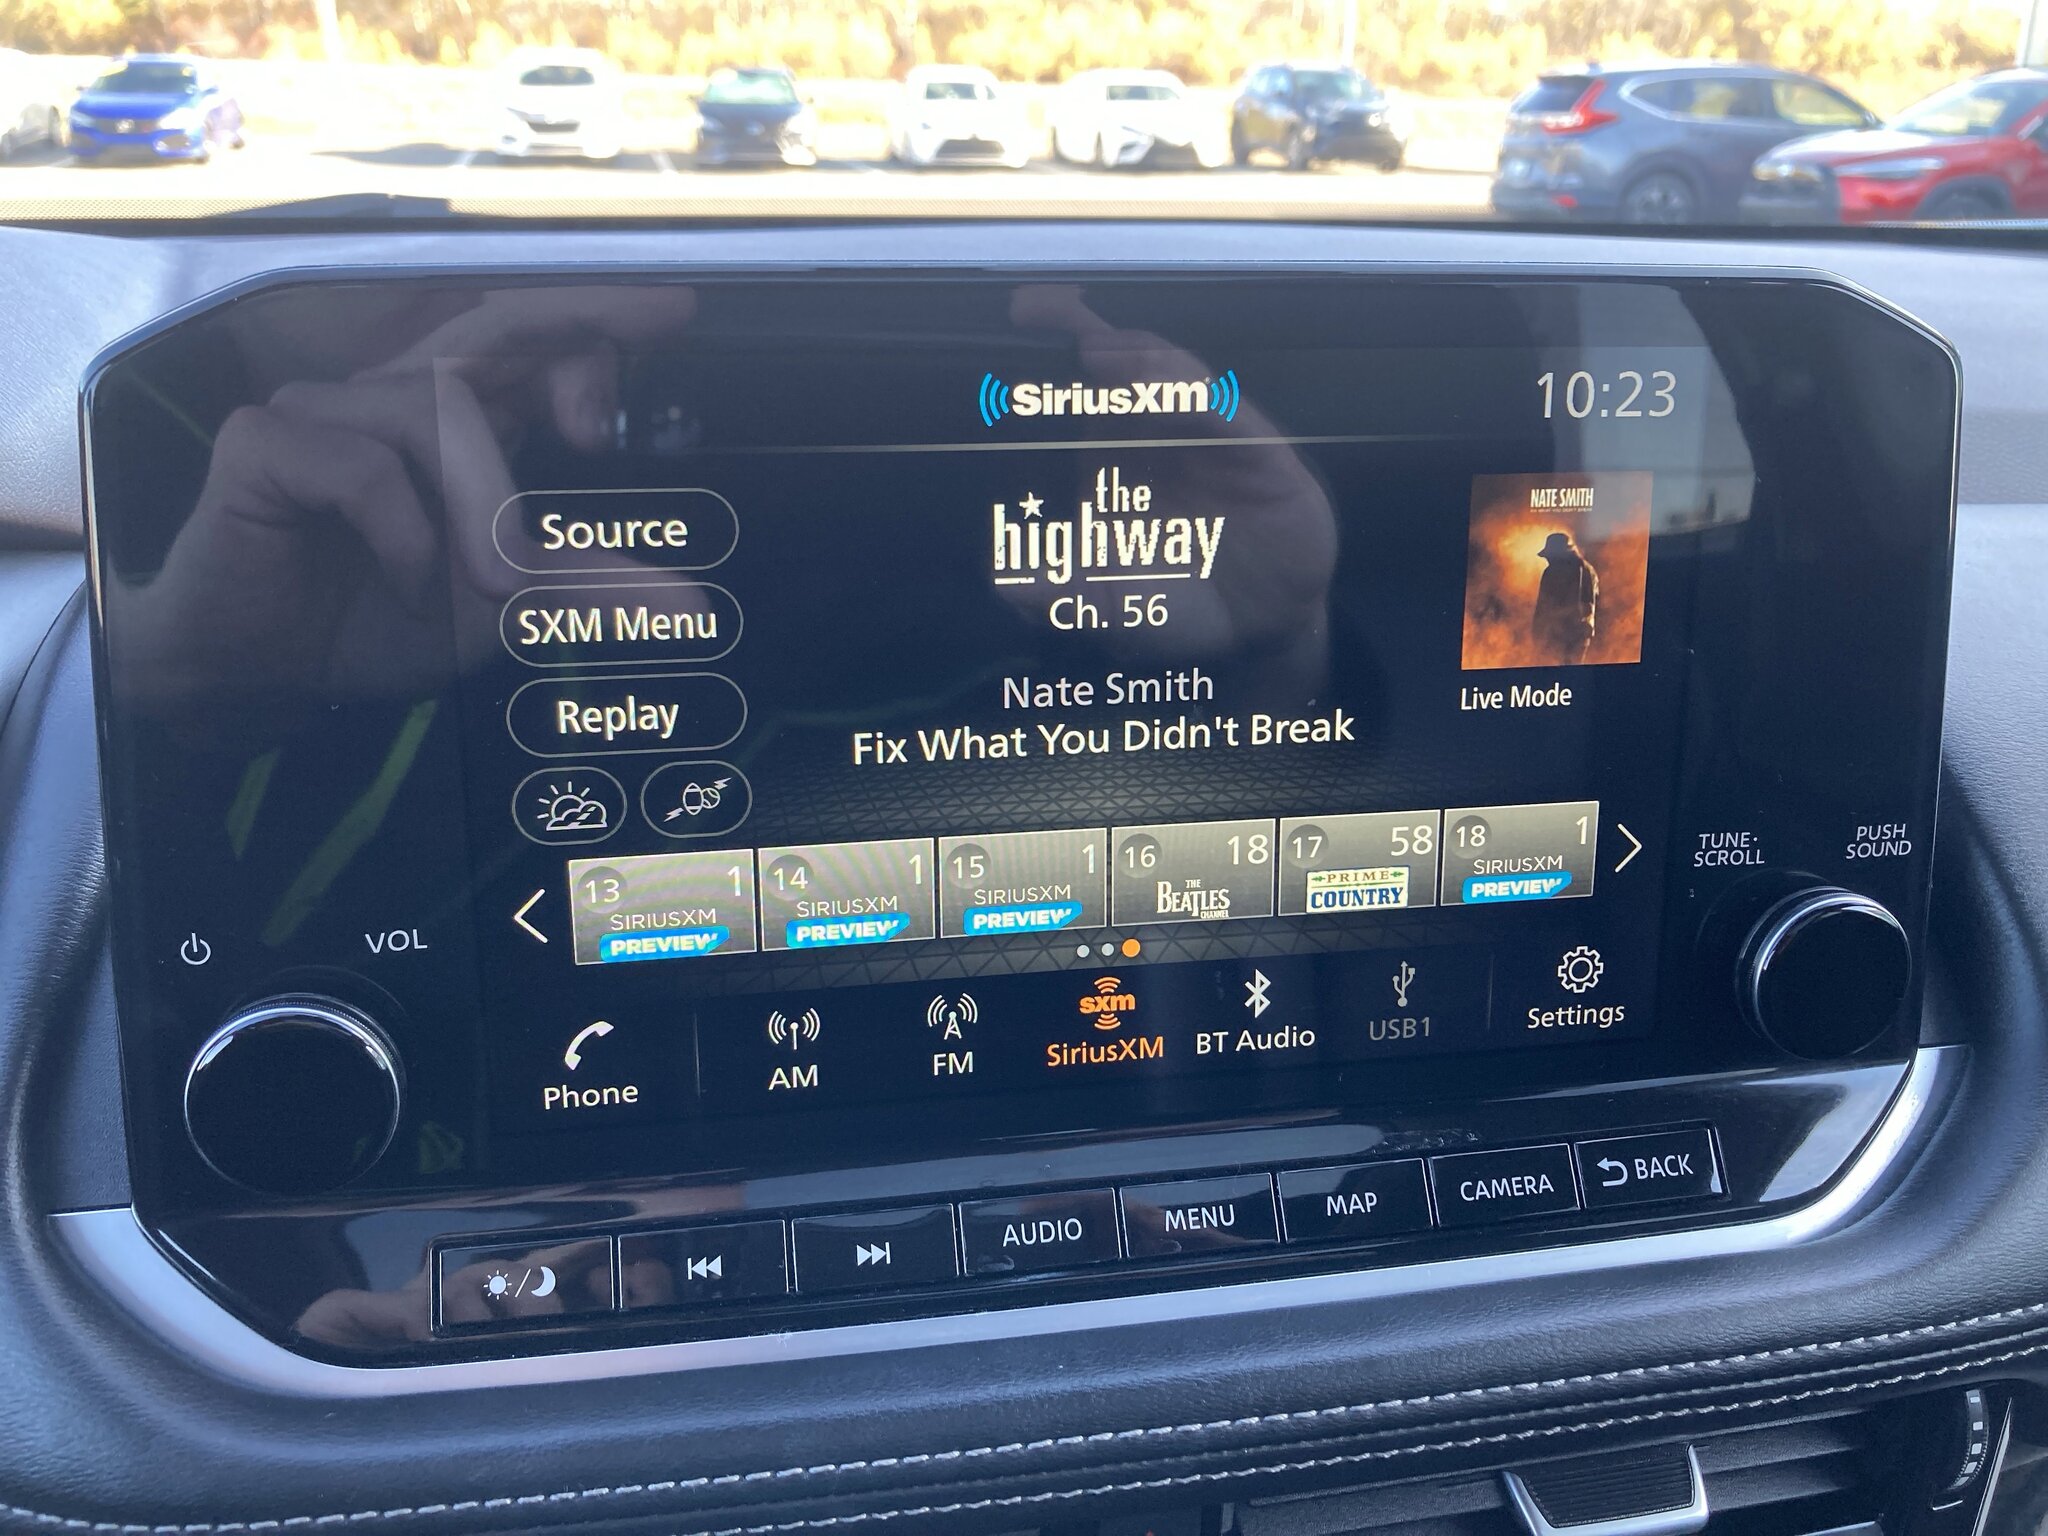 SiriusXM
10:23
the
highway
Ch. 56
Nate Smith
Fix What You Didn't Break
Source
SXM Menu
Replay
NATE SMITH
Live Mode
13 1
SIRIUSXM
PREVIEW
14 1
SIRIUSXM
PREVIEW
15 1
SIRIUSXM
PREVIEW
16 18
THE
BEATLES
CHANNEL
17 58
PRIME
COUNTRY
18 1
SIRIUSXM
PREVIEW
TUNE·
SCROLL
PUSH
SOUND
VOL
Phone
AM
FM
sxm
SiriusXM
BT Audio
USB1
Settings
AUDIO
MENU
MAP
CAMERA
BACK